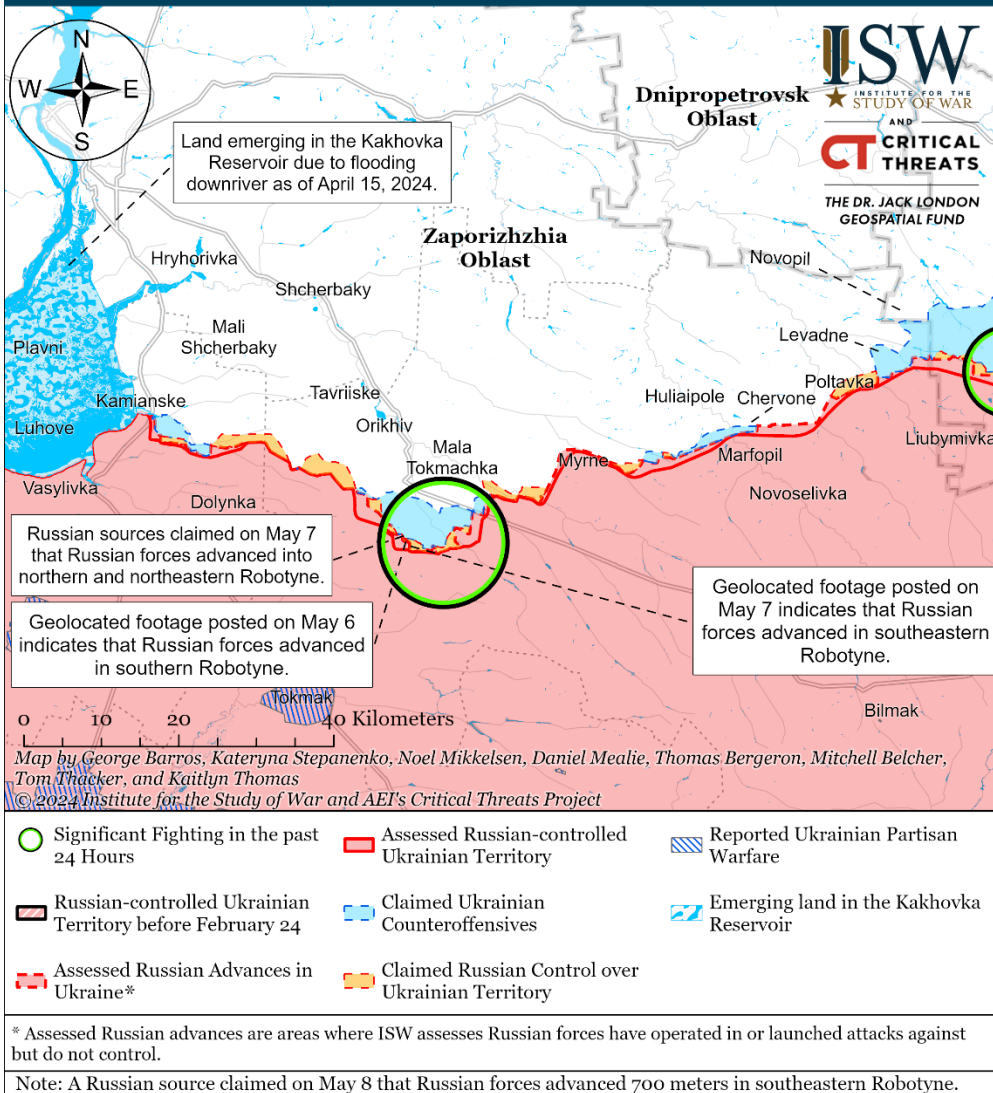 N
W
E
S
ISW
INSTITUTE FOR THE
STUDY OF WAR
AND
CT CRITICAL
THREATS
THE DR. JACK LONDON
GEOSPATIAL FUND
Dnipropetrovsk
Oblast
Land emerging in the Kakhovka
Reservoir due to flooding
downriver as of April 15, 2024.
Zaporizhzhia
Oblast
Hryhorivka
Novopil
Shcherbaky
Mali
Shcherbaky
Plavni
Levadne
Tavriiske
Poltavka
Kamianske
Huliaipole
Chervone
Luhove
Orikhiv
Liubymivka
Mala
Tokmachka
Myrne
Marfopil
Vasylivka
Dolynka
Novoselivka
Russian sources claimed on May 7
that Russian forces advanced into
northern and northeastern Robotyne.
Geolocated footage posted on May 6
indicates that Russian forces advanced
in southern Robotyne.
Geolocated footage posted on
May 7 indicates that Russian
forces advanced in southeastern
Robotyne.
Tokmak
Bilmak
0 10 20 40 Kilometers
Map by George Barros, Kateryna Stepanenko, Noel Mikkelsen, Daniel Mealie, Thomas Bergeron, Mitchell Belcher,
Tom Thacker, and Kaitlyn Thomas
© 2024 Institute for the Study of War and AEI's Critical Threats Project
Significant Fighting in the past
24 Hours
Assessed Russian-controlled
Ukrainian Territory
Reported Ukrainian Partisan
Warfare
Russian-controlled Ukrainian
Territory before February 24
Claimed Ukrainian
Counteroffensives
Emerging land in the Kakhovka
Reservoir
Assessed Russian Advances in
Ukraine*
Claimed Russian Control over
Ukrainian Territory
* Assessed Russian advances are areas where ISW assesses Russian forces have operated in or launched attacks against
but do not control.
Note: A Russian source claimed on May 8 that Russian forces advanced 700 meters in southeastern Robotyne.